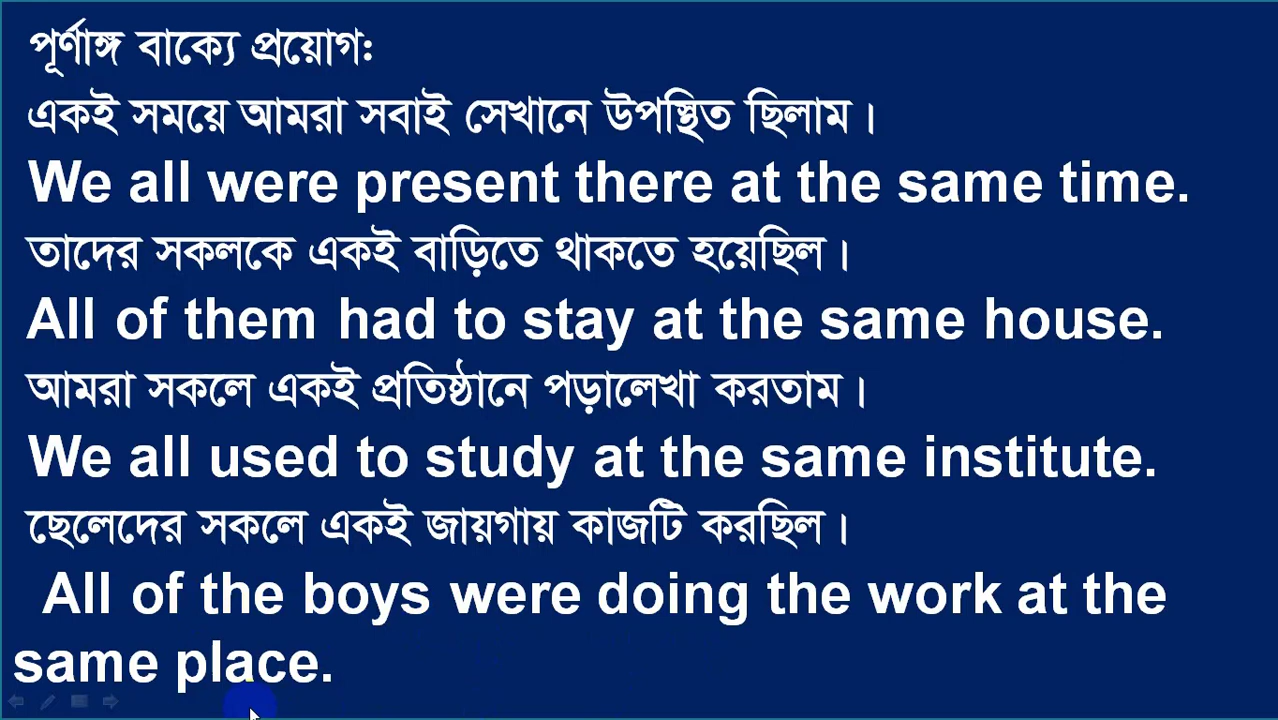 পূর্ণাঙ্গ বাক্যে প্রয়োগঃ
একই সময়ে আমরা সবাই সেখানে উপস্থিত ছিলাম।
We all were present there at the same time.
তাদের সকলকে একই বাড়িতে থাকতে হয়েছিল।
All of them had to stay at the same house.
আমরা সকলে একই প্রতিষ্ঠানে পড়ালেখা করতাম।
We all used to study at the same institute.
ছেলেদের সকলে একই জায়গায় কাজটি করছিল।
All of the boys were doing the work at the
same place.